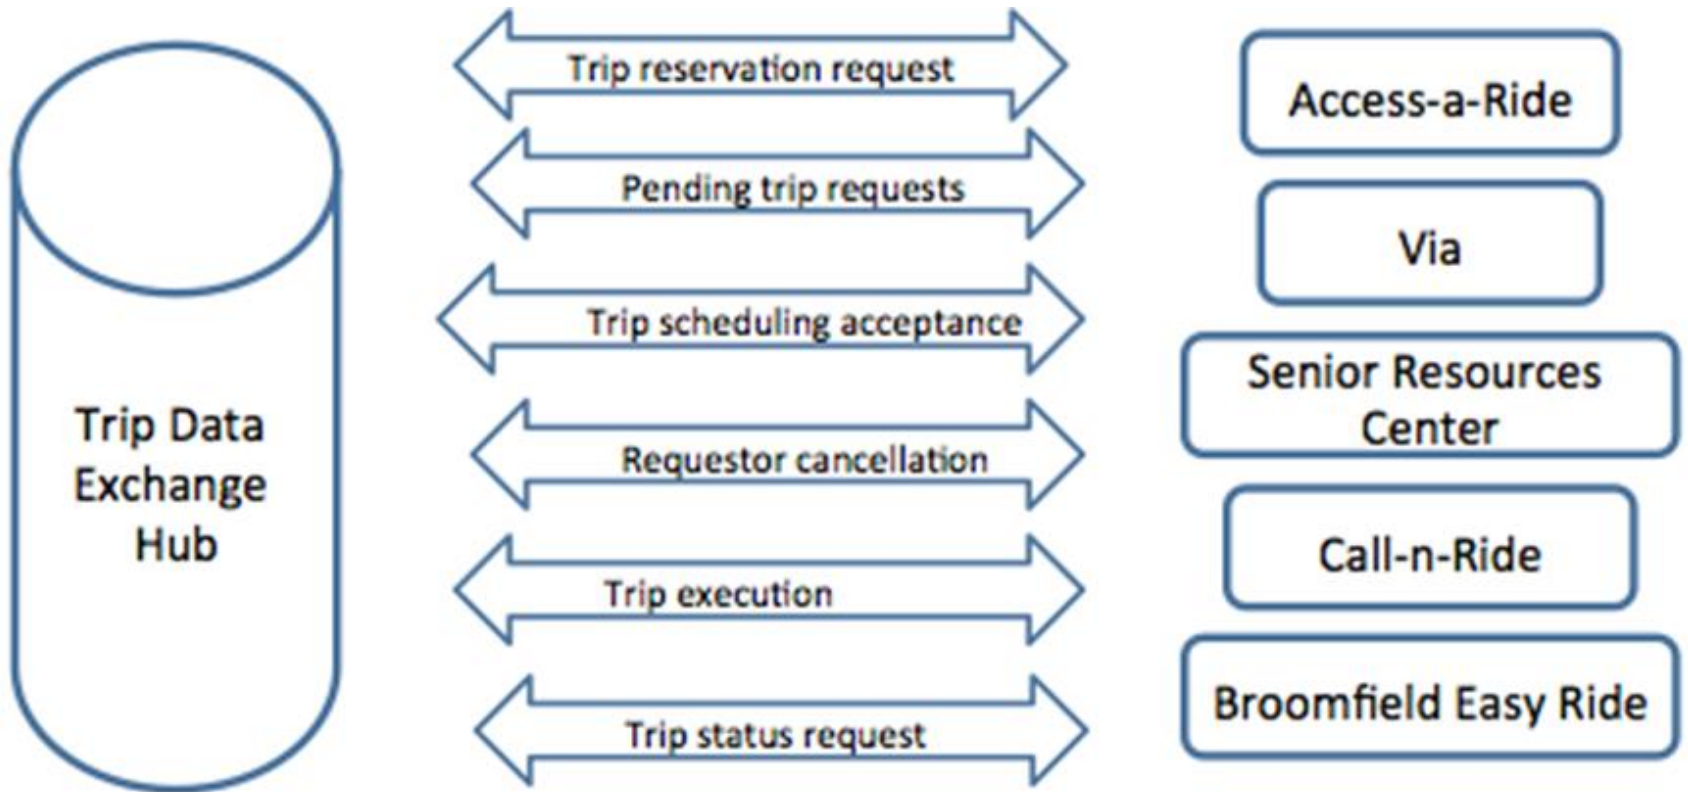 Trip Data
Exchange
Hub
Trip reservation request
Pending trip requests
Trip scheduling acceptance
Requestor cancellation
Trip execution
Trip status request
Access-a-Ride
Via
Senior Resources
Center
Call-n-Ride
Broomfield Easy Ride